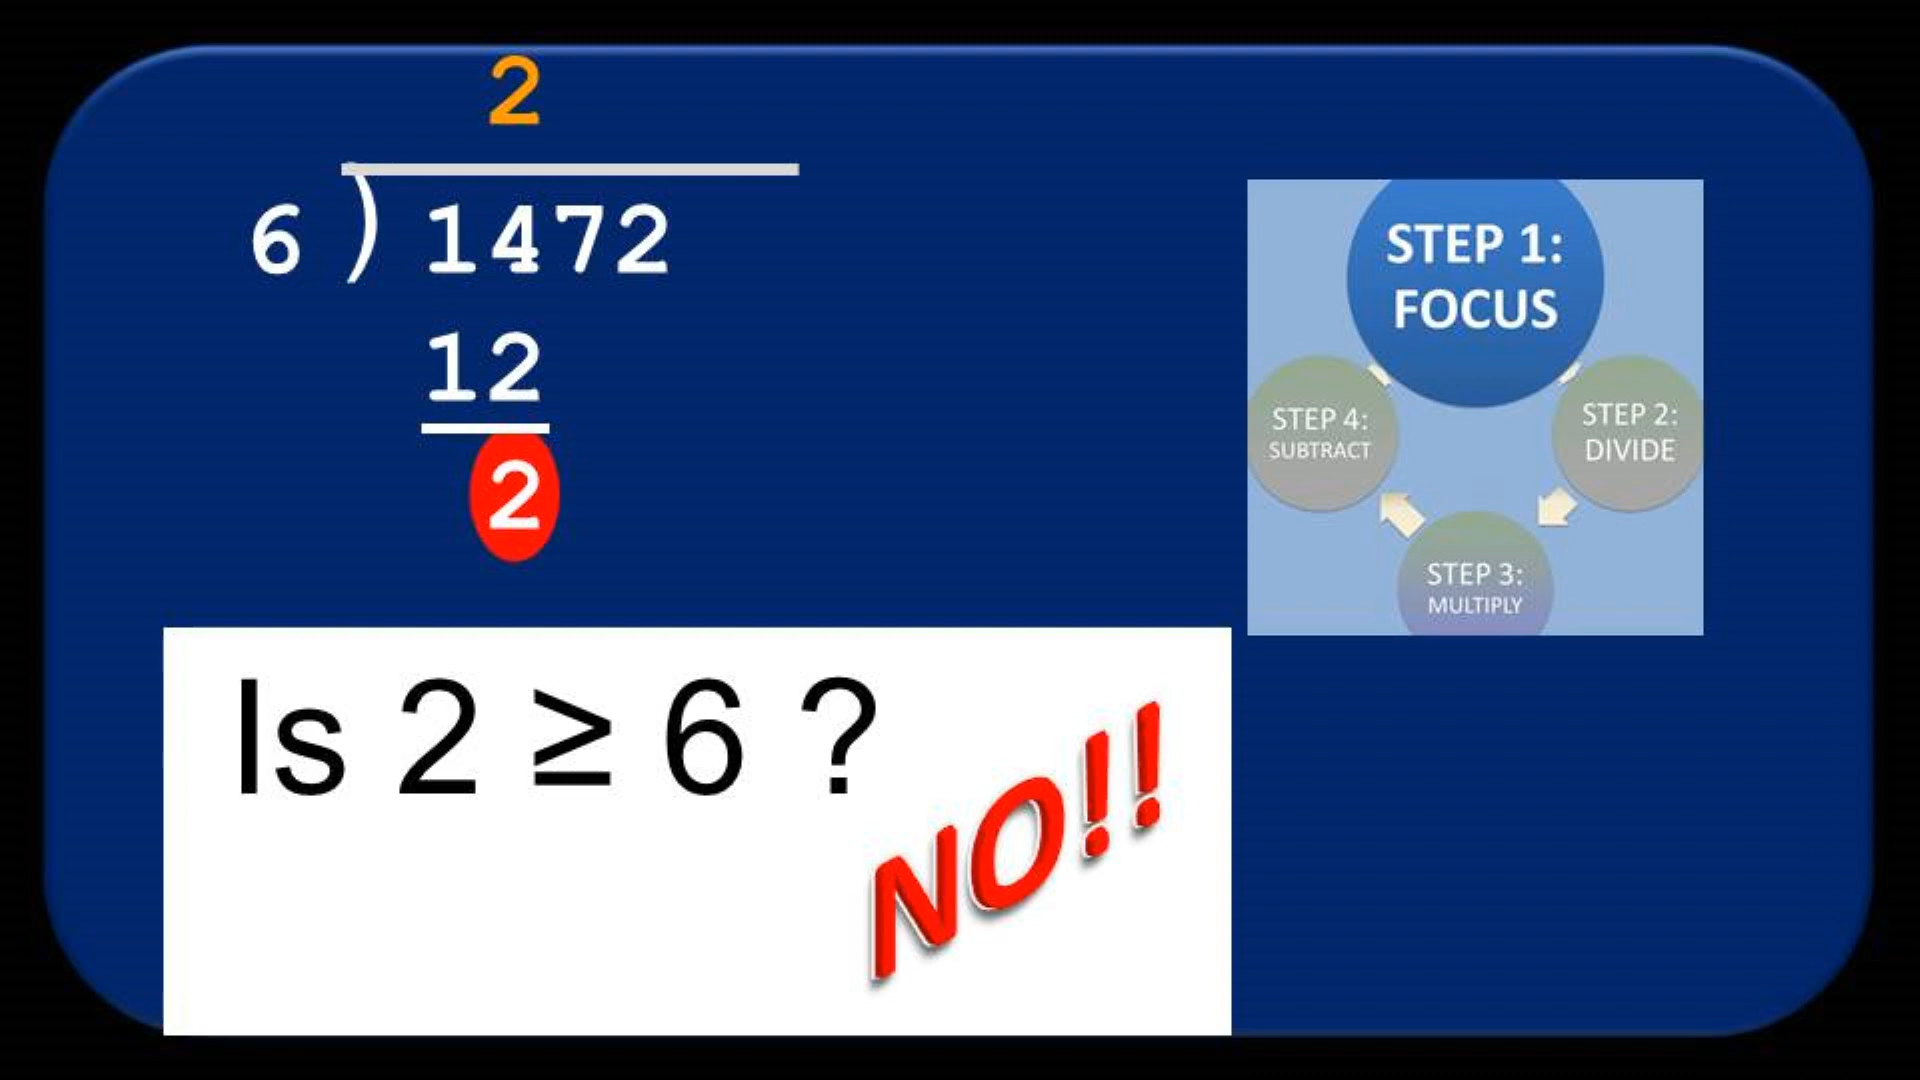 2
6 ) 1472
12
2
STEP 1:
FOCUS
STEP 2:
DIVIDE
STEP 3:
MULTIPLY
STEP 4:
SUBTRACT
Is 2 ≥ 6 ?
NO!!